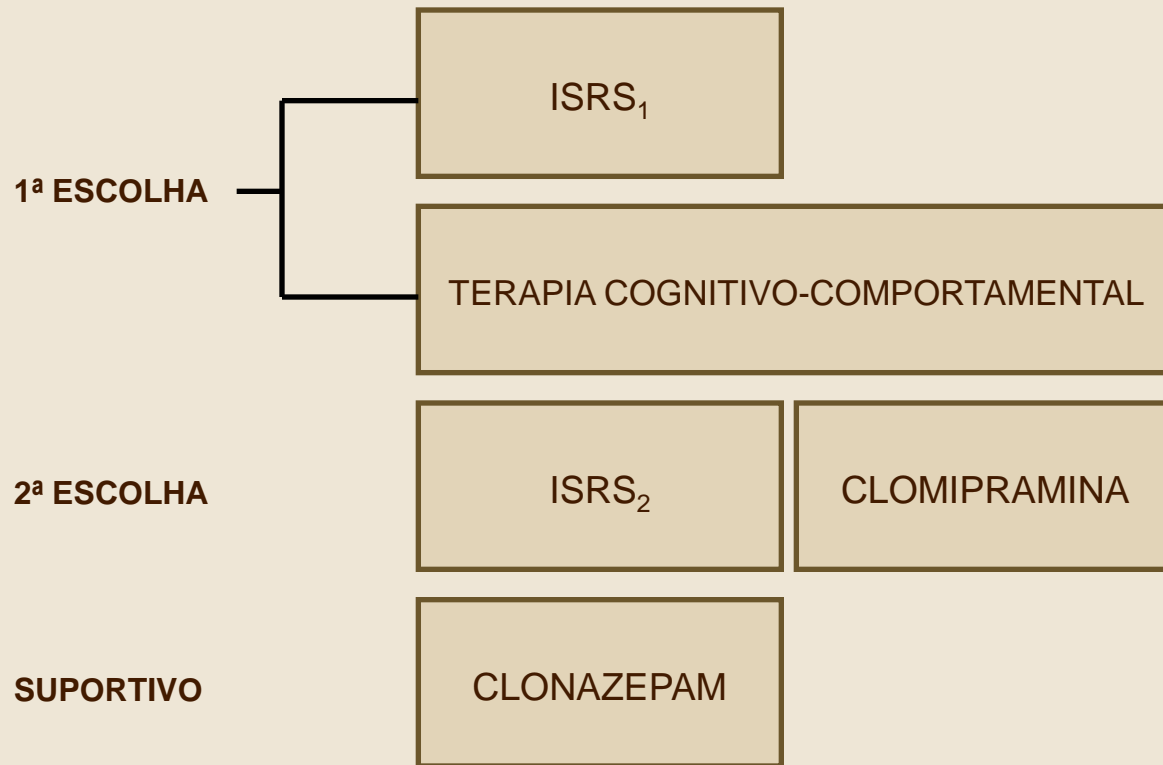 ISRS₁
1ª ESCOLHA
TERAPIA COGNITIVO-COMPORTAMENTAL
2ª ESCOLHA
ISRS₂
CLOMIPRAMINA
SUPORTIVO
CLONAZEPAM